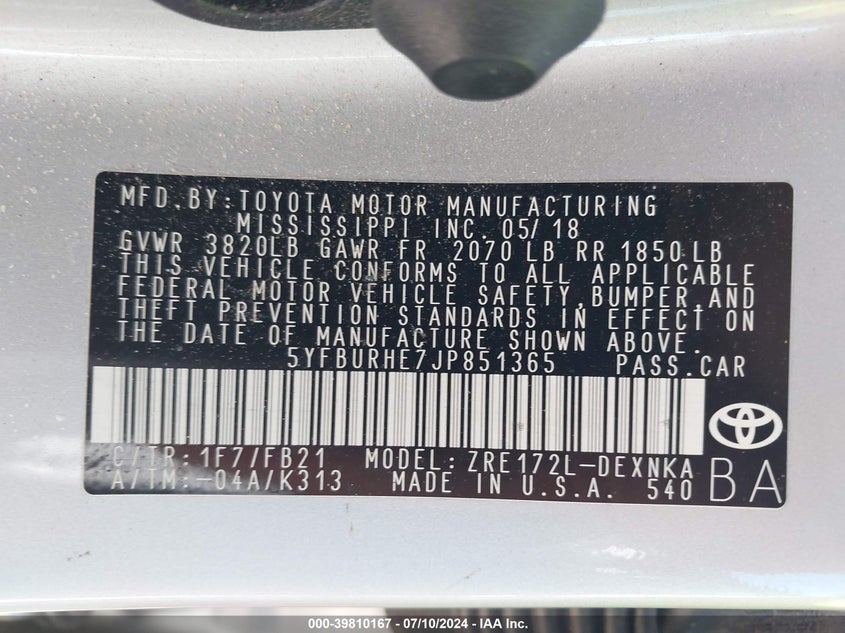 MFD. BY: TOYOTA MOTOR MANUFACTURING
MISSISSIPPI INC. 05/18
GVWR 3820LB GAWR FR 2070 LB RR 1850 LB
THIS VEHICLE CONFORMS TO ALL APPLICABLE
FEDERAL MOTOR VEHICLE SAFETY, BUMPER, AND
THEFT PREVENTION STANDARDS IN EFFECT ON
THE DATE OF MANUFACTURE SHOWN ABOVE.
5YFBURHE7JP851365 PASS. CAR
C/TR: 1F7/FB21 MODEL: ZRE172L-DEXNKA
A/TM: -04A/K313 MADE IN U.S.A. 540 BA
000-39810167 / 07/10/2024 - IAA Inc.